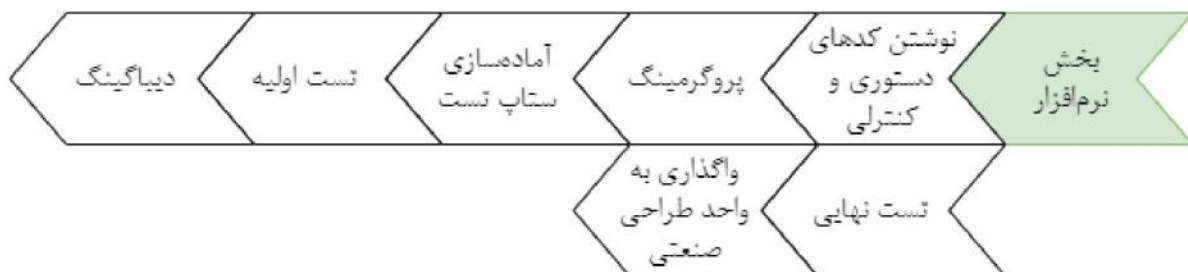 بخش
نرم‌افزار
نوشتن کدهای
دستوری و
کنترلی
پروگرمینگ
آماده‌سازی
ستاپ تست
تست اولیه
دیباگینگ
تست نهایی
واگذاری به
واحد طراحی
صنعتی